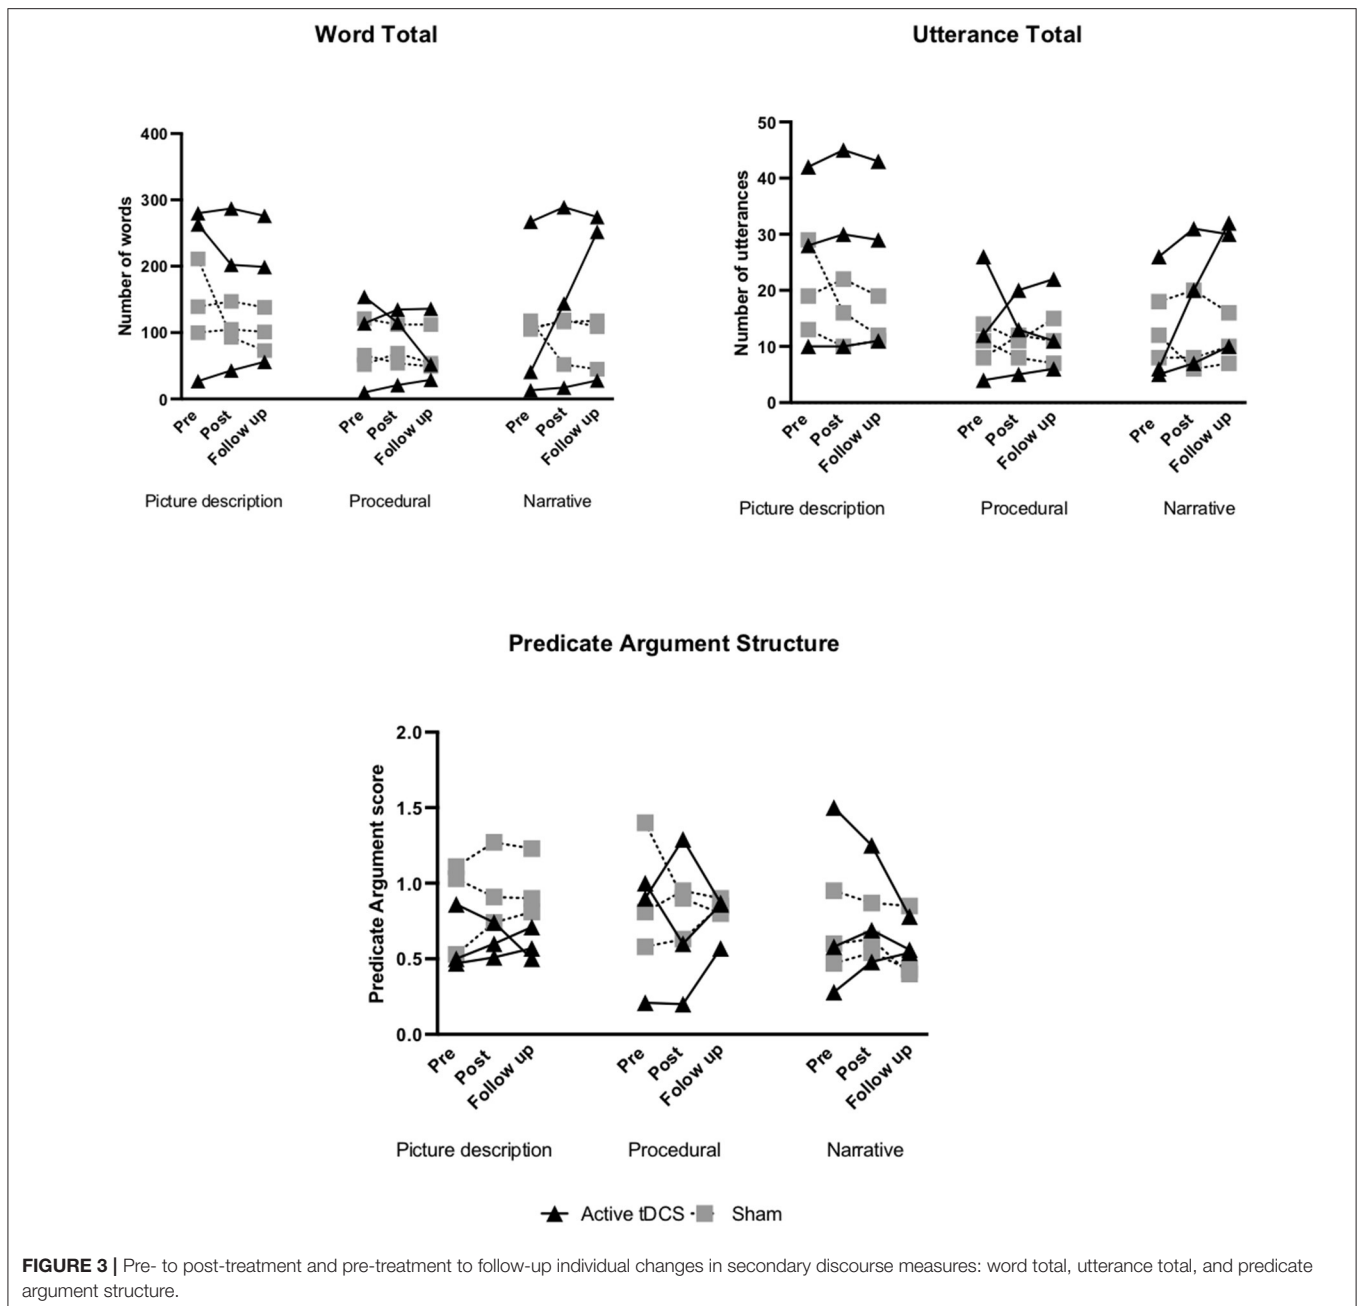 Word Total
Number of words
400
300
200
100
0
Pre
Post
Follow up
Pre
Post
Follow up
Pre
Post
Follow up
Picture description
Procedural
Narrative
Utterance Total
Number of utterances
50
40
30
20
10
0
Pre
Post
Follow up
Pre
Post
Folow up
Pre
Post
Follow up
Picture description
Procedural
Narrative
Predicate Argument Structure
Predicate Argument score
2.0
1.5
1.0
0.5
0.0
Pre
Post
Follow up
Pre
Post
Folow up
Pre
Post
Follow up
Picture description
Procedural
Narrative
Active tDCS
Sham
FIGURE 3 | Pre- to post-treatment and pre-treatment to follow-up individual changes in secondary discourse measures: word total, utterance total, and predicate
argument structure.